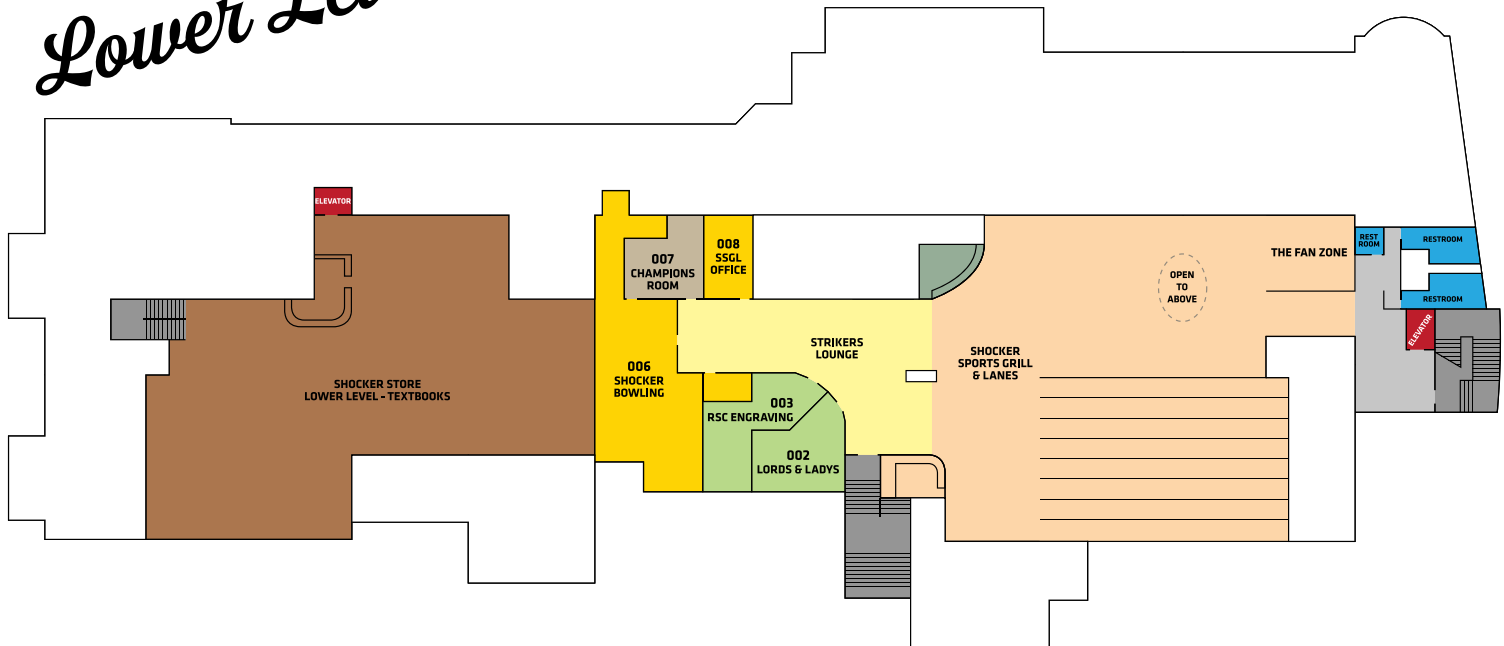 Lower
ELEVATOR
008
SSGL
OFFICE
007
CHAMPIONS
ROOM
REST
ROOM
RESTROOM
THE FAN ZONE
OPEN
TO
ABOVE
RESTROOM
ELEVATOR
STRIKERS
LOUNGE
SHOCKER
SPORTS GRILL
& LANES
006
SHOCKER
BOWLING
SHOCKER STORE
LOWER LEVEL - TEXTBOOKS
003
RSC ENGRAVING
002
LORDS & LADYS